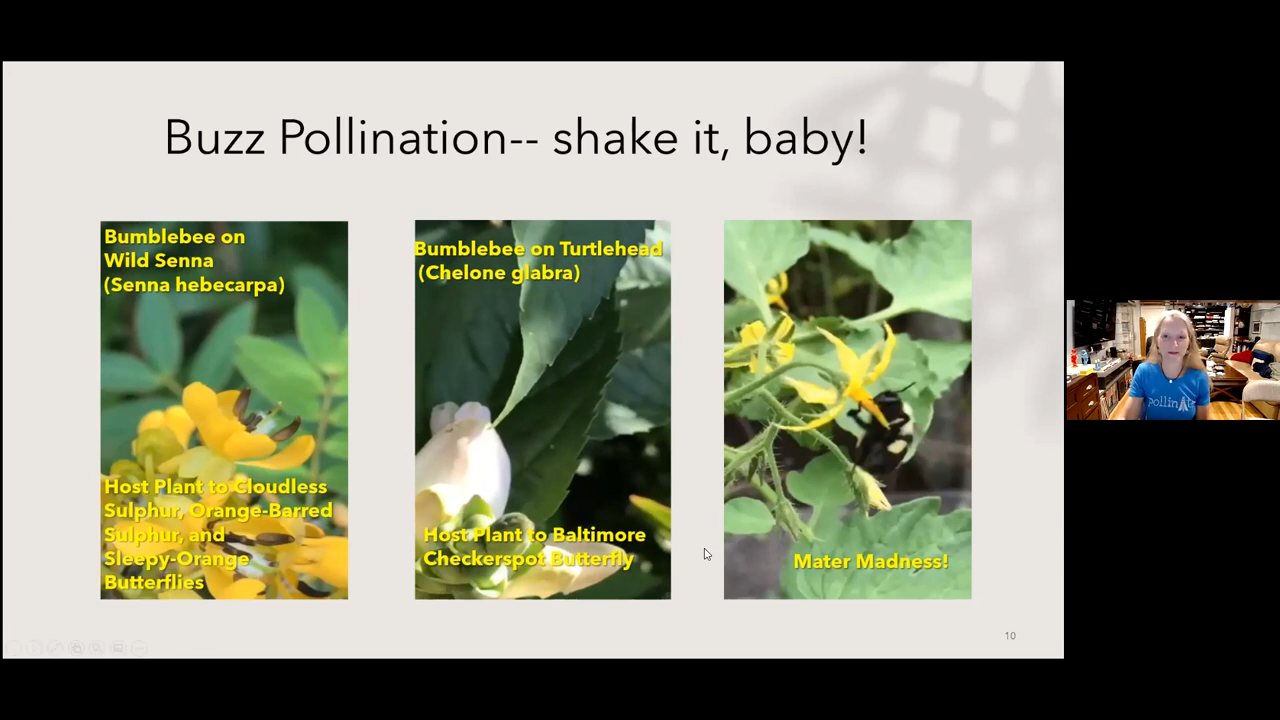 Buzz Pollination-- shake it, baby!
Bumblebee on
Wild Senna
(Senna hebecarpa)
Host Plant to Cloudless
Sulphur, Orange-Barred
Sulphur, and
Sleepy-Orange
Butterflies
Bumblebee on Turtlehead
(Chelone glabra)
Host Plant to Baltimore
Checkerspot Butterfly
Mater Madness!
10